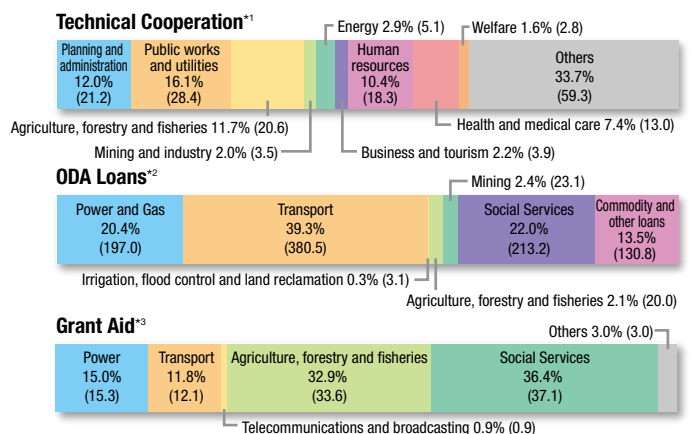 Technical Cooperation*1
Energy 2.9% (5.1)
Welfare 1.6% (2.8)
Planning and
administration
12.0%
(21.2)
Public works
and utilities
16.1%
(28.4)
Human
resources
10.4%
(18.3)
Others
33.7%
(59.3)
Agriculture, forestry and fisheries 11.7% (20.6)
Health and medical care 7.4% (13.0)
Mining and industry 2.0% (3.5)
Business and tourism 2.2% (3.9)
ODA Loans*2
Mining 2.4% (23.1)
Power and Gas
20.4%
(197.0)
Transport
39.3%
(380.5)
Social Services
22.0%
(213.2)
Commodity and
other loans
13.5%
(130.8)
Irrigation, flood control and land reclamation 0.3% (3.1)
Agriculture, forestry and fisheries 2.1% (20.0)
Grant Aid*3
Others 3.0% (3.0)
Power
15.0%
(15.3)
Transport
11.8%
(12.1)
Agriculture, forestry and fisheries
32.9%
(33.6)
Social Services
36.4%
(37.1)
Telecommunications and broadcasting 0.9% (0.9)